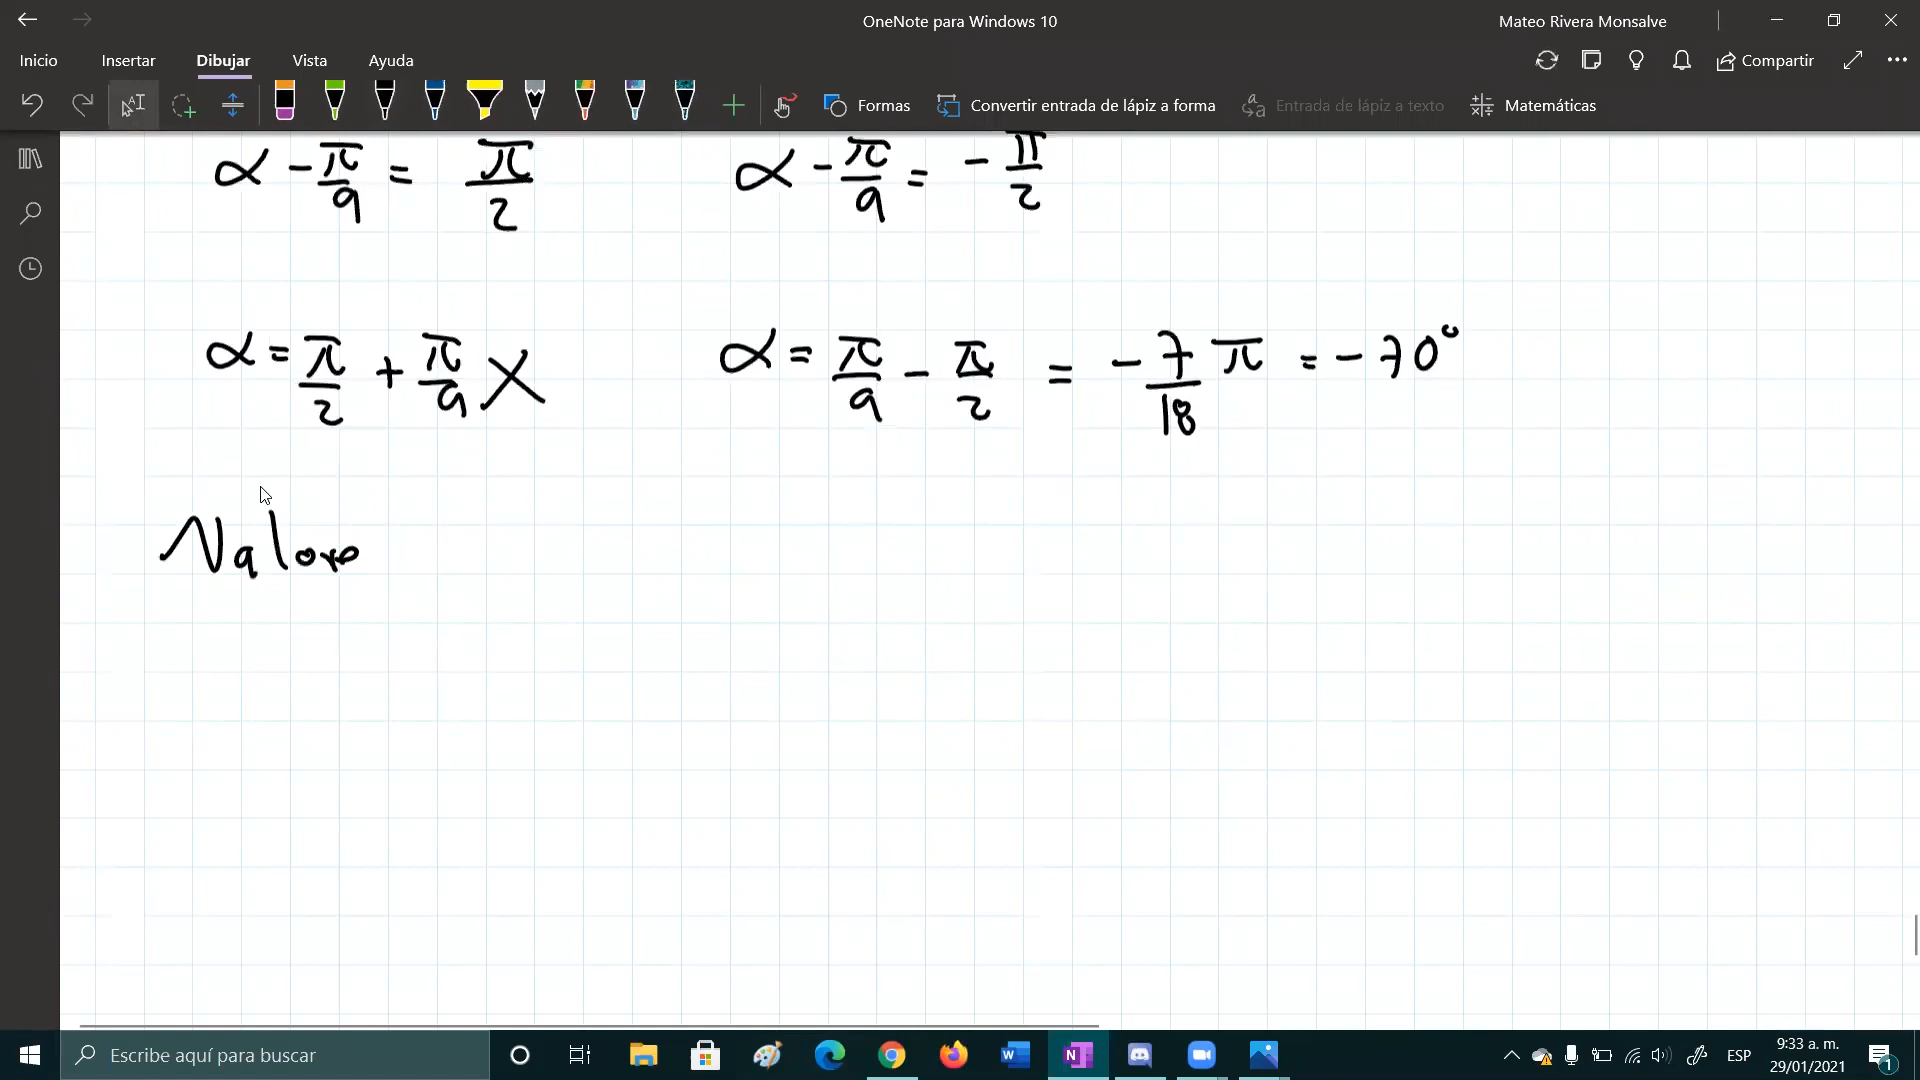 OneNote para Windows 10
Mateo Rivera Monsalve
Inicio Insertar Dibujar Vista Ayuda
Compartir
Formas Convertir entrada de lápiz a forma Entrada de lápiz a texto Matemáticas
α - π/9 = π/2 α - π/9 = - π/2
α = π/2 + π/9 X α = π/9 - π/2 = - 7/18 π = - 70°
Valore
Escribe aquí para buscar
ESP
9:33 a. m.
29/01/2021
1